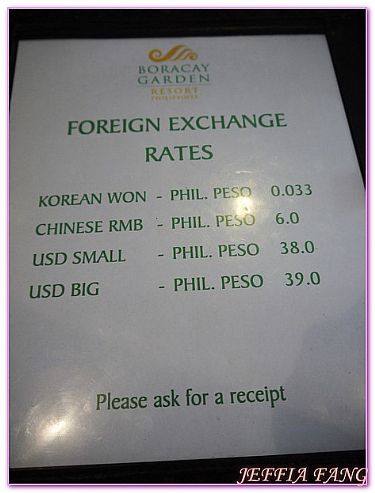 BORACAY
GARDEN
RESORT
PHILIPPINES
FOREIGN EXCHANGE
RATES
KOREAN WON - PHIL. PESO 0.033
CHINESE RMB - PHIL. PESO 6.0
USD SMALL - PHIL. PESO 38.0
USD BIG - PHIL. PESO 39.0
Please ask for a receipt
JEFFIA FANG